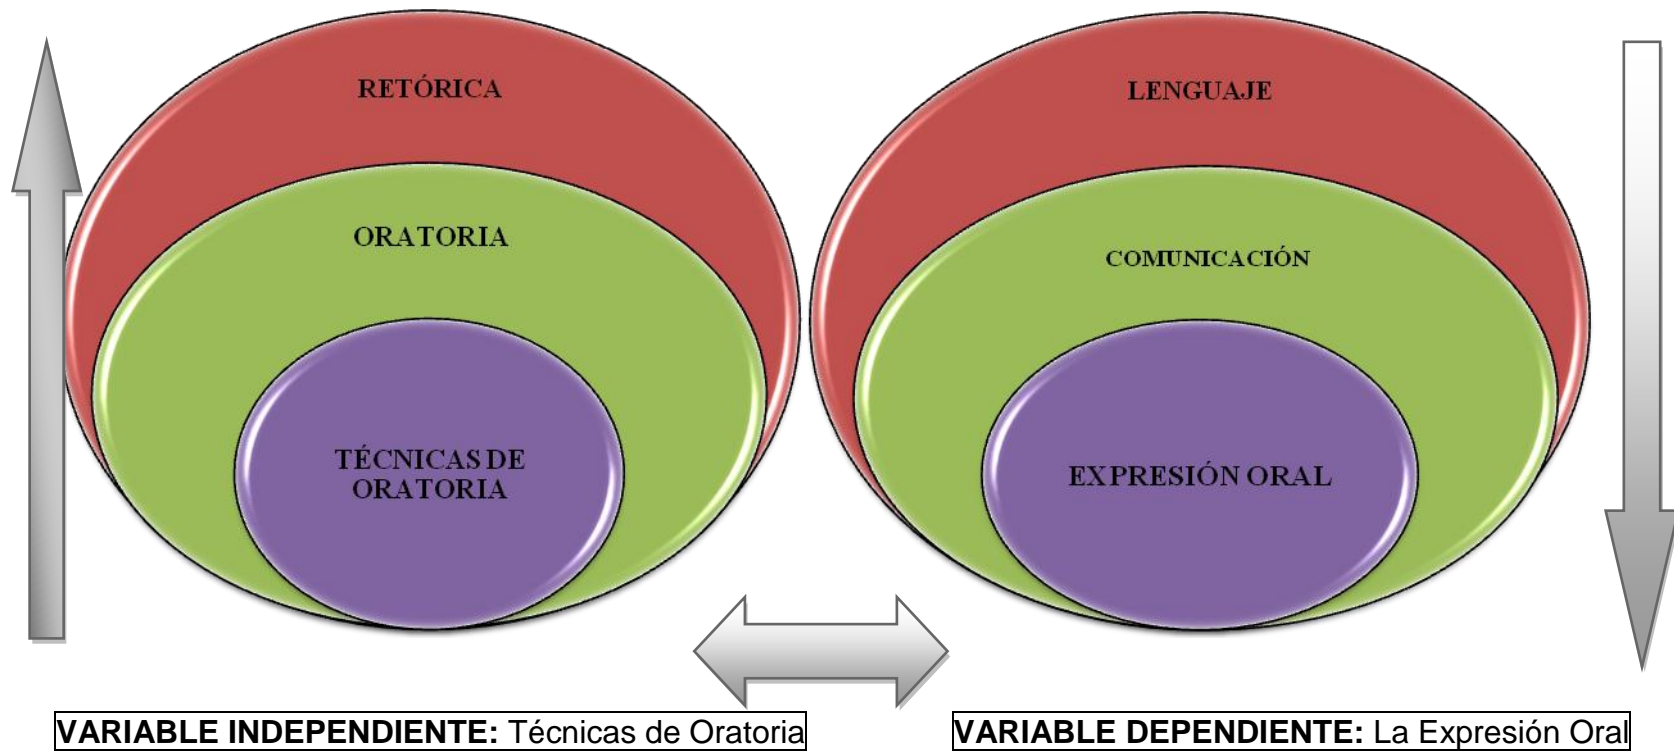 RETÓRICA
ORATORIA
TÉCNICAS DE
ORATORIA
LENGUAJE
COMUNICACIÓN
EXPRESIÓN ORAL
VARIABLE INDEPENDIENTE: Técnicas de Oratoria
VARIABLE DEPENDIENTE: La Expresión Oral